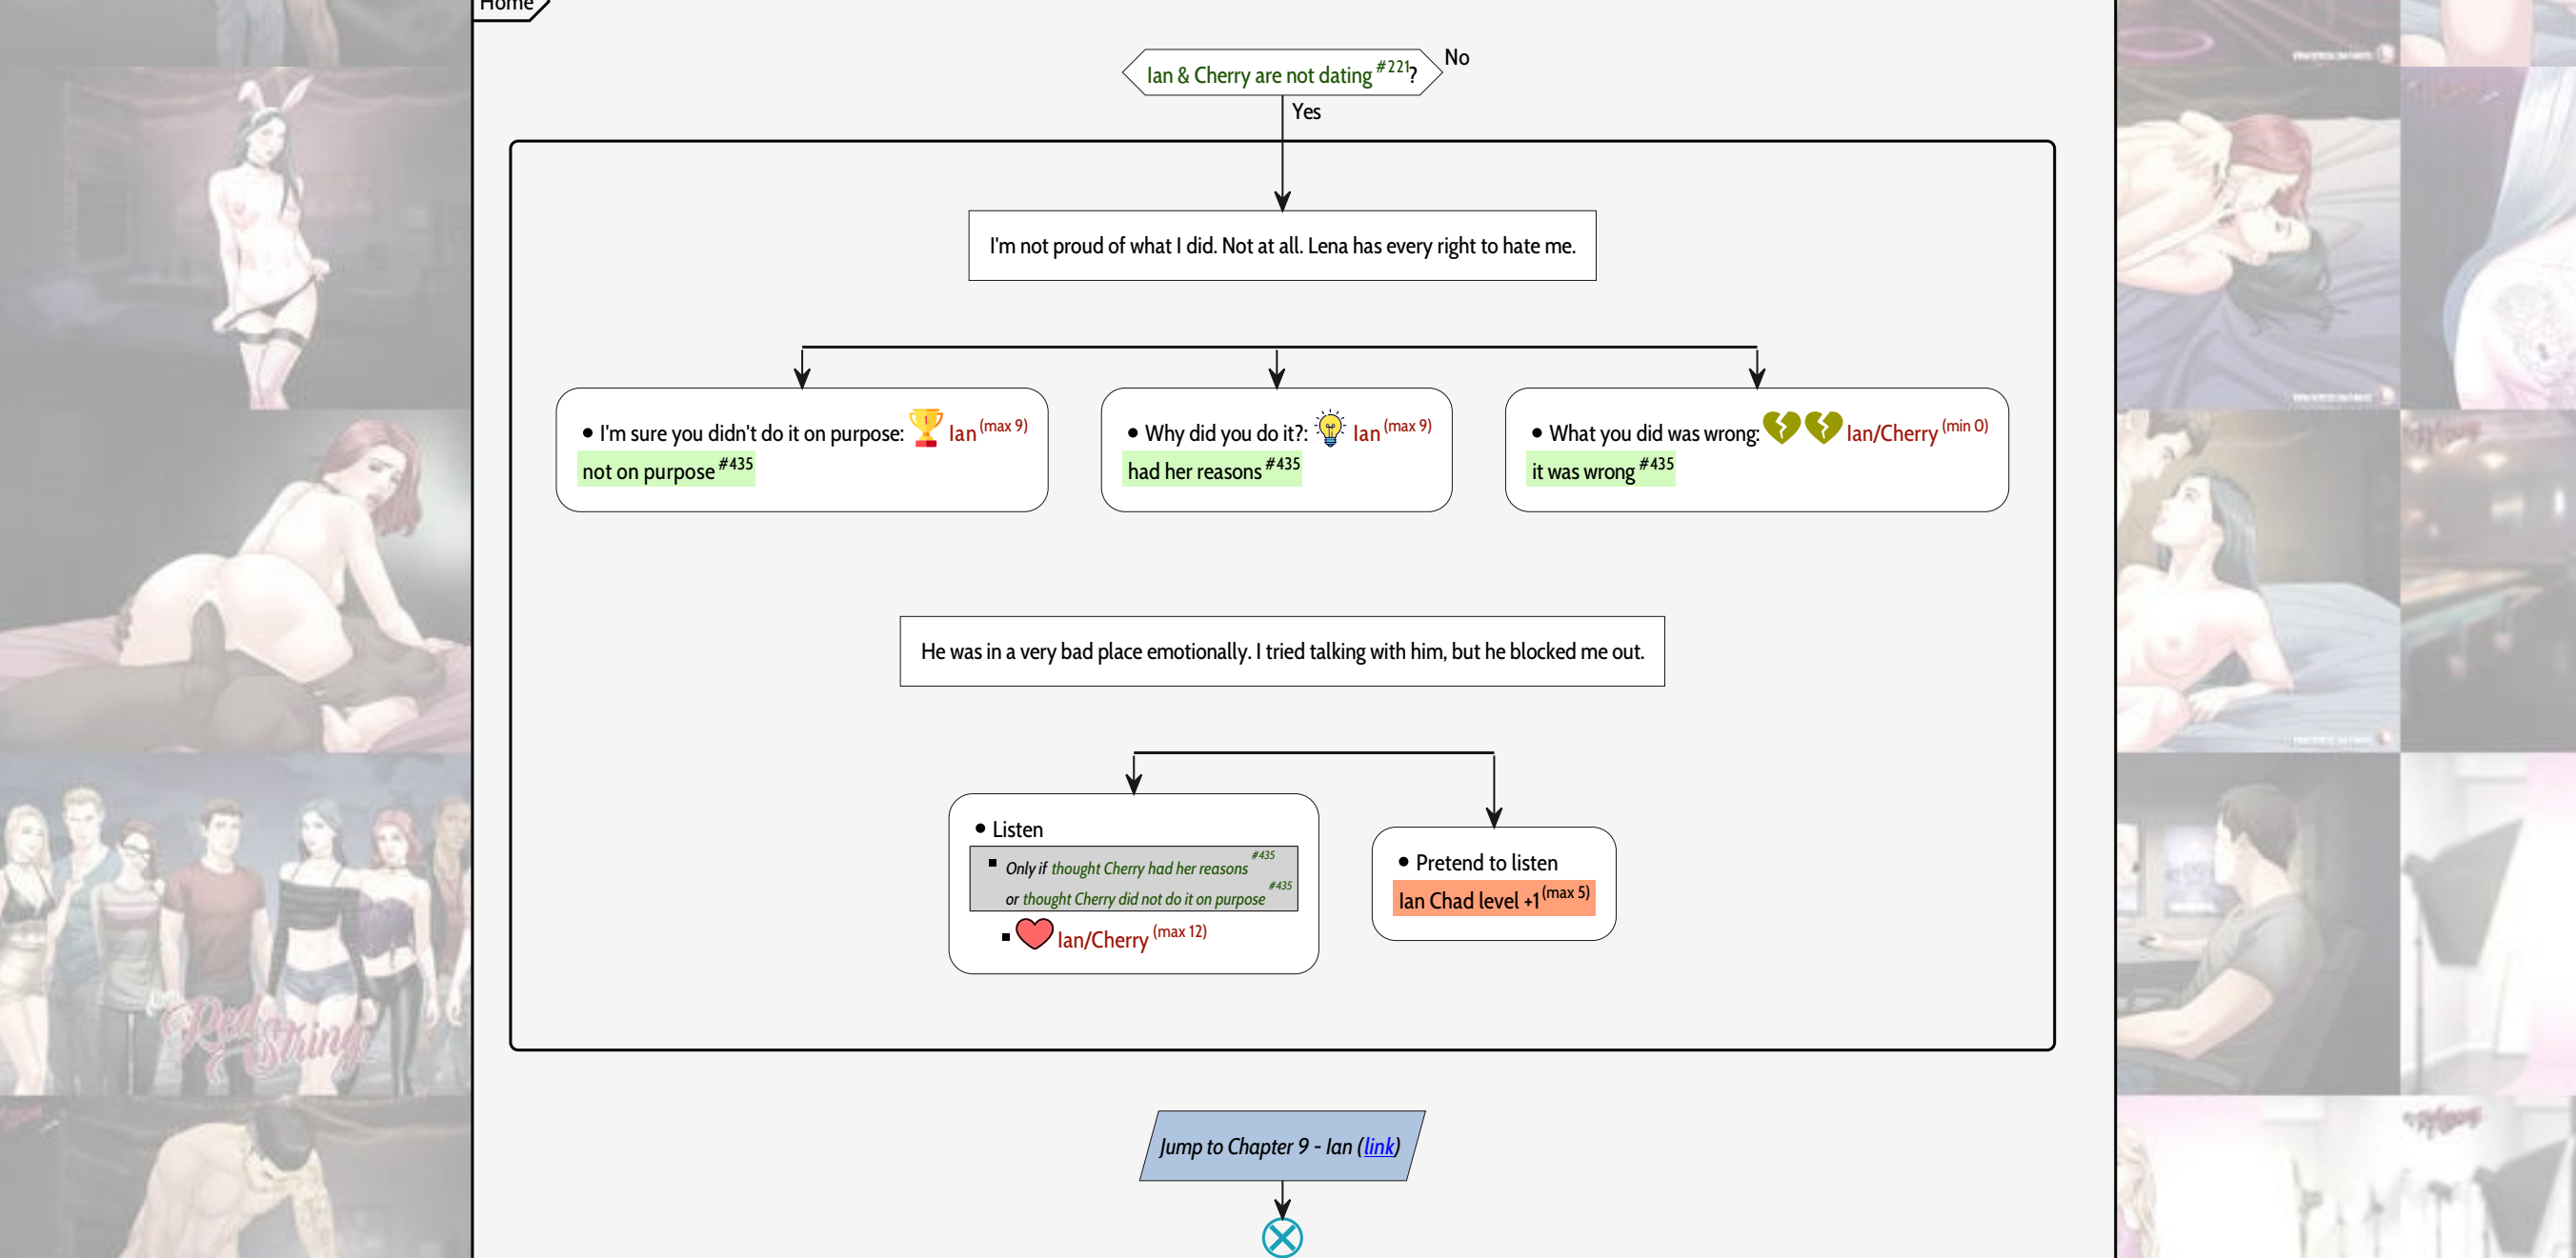 Home
Ian & Cherry are not dating #221?
No
Yes
I'm not proud of what I did. Not at all. Lena has every right to hate me.
• I'm sure you didn't do it on purpose: 1 Ian (max 9)
not on purpose #435
• Why did you do it?: Ian (max 9)
had her reasons #435
• What you did was wrong: Ian/Cherry (min 0)
it was wrong #435
He was in a very bad place emotionally. I tried talking with him, but he blocked me out.
• Listen
▪ Only if thought Cherry had her reasons #435
or thought Cherry did not do it on purpose #435
▪ Ian/Cherry (max 12)
• Pretend to listen
Ian Chad level +1 (max 5)
Red String
Jump to Chapter 9 - Ian (link)